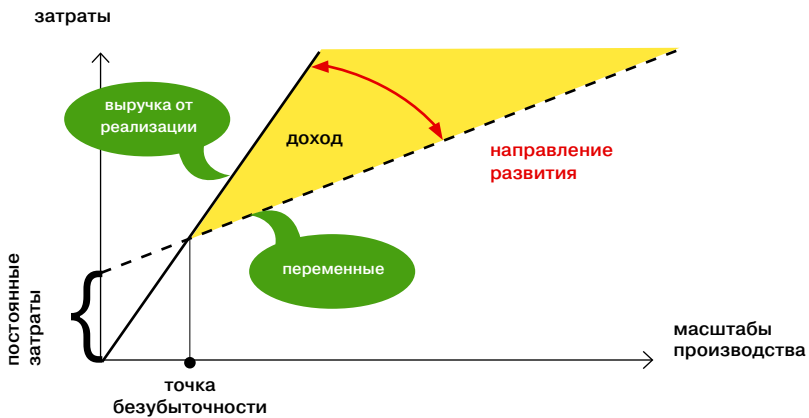 затраты
выручка от
реализации
доход
направление
развития
переменные
постоянные
затраты
масштабы
производства
точка
безубыточности